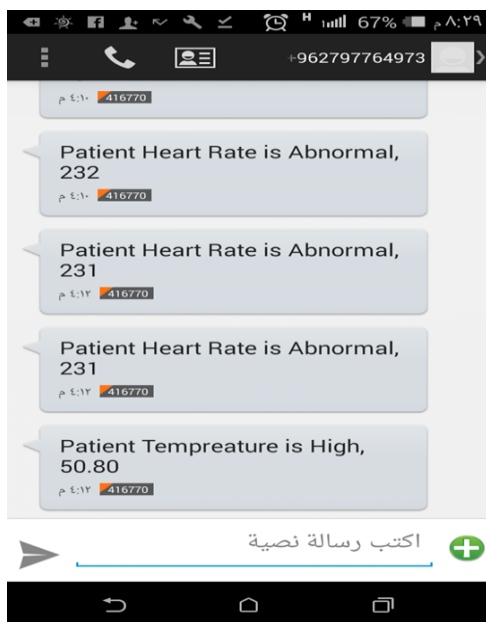 H 67% ٨:٢٩ م
+962797764973
٤:١٠ م 416770
Patient Heart Rate is Abnormal,
232
٤:١٠ م 416770
Patient Heart Rate is Abnormal,
231
٤:١٢ م 416770
Patient Heart Rate is Abnormal,
231
٤:١٢ م 416770
Patient Tempreature is High,
50.80
٤:١٢ م 416770
اكتب رسالة نصية